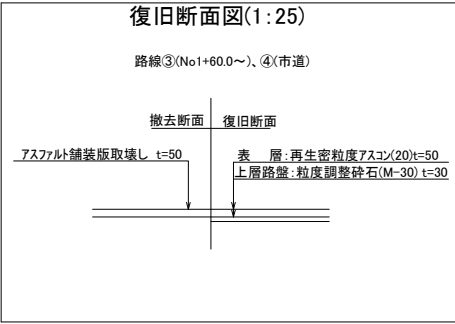 復旧断面図(1:25)
路線③(No1+60.0～)、④(市道)
撤去断面 復旧断面
アスファルト舗装版取壊し t=50
表　層:再生密粒度アスコン(20)t=50
上層路盤:粒度調整砕石(M-30) t=30